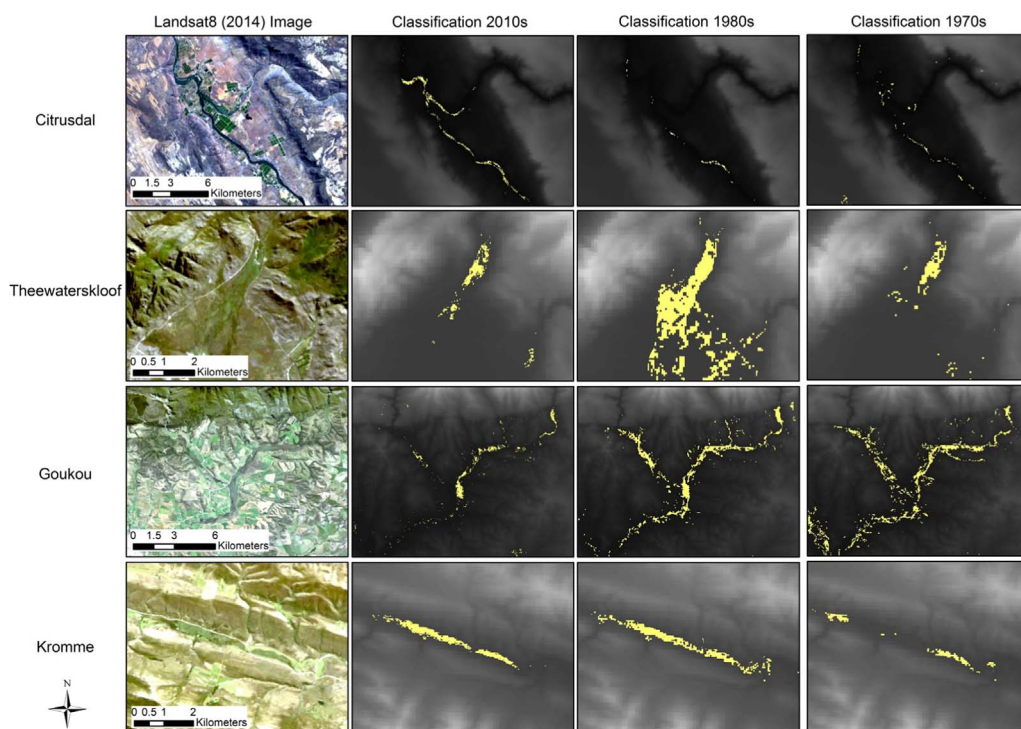 Landsat8 (2014) Image Classification 2010s Classification 1980s Classification 1970s
Citrusdal
0 1.5 3 6
Kilometers
Theewaterskloof
0 0.5 1 2
Kilometers
Goukou
0 1.5 3 6
Kilometers
Kromme
N
0 0.5 1 2
Kilometers